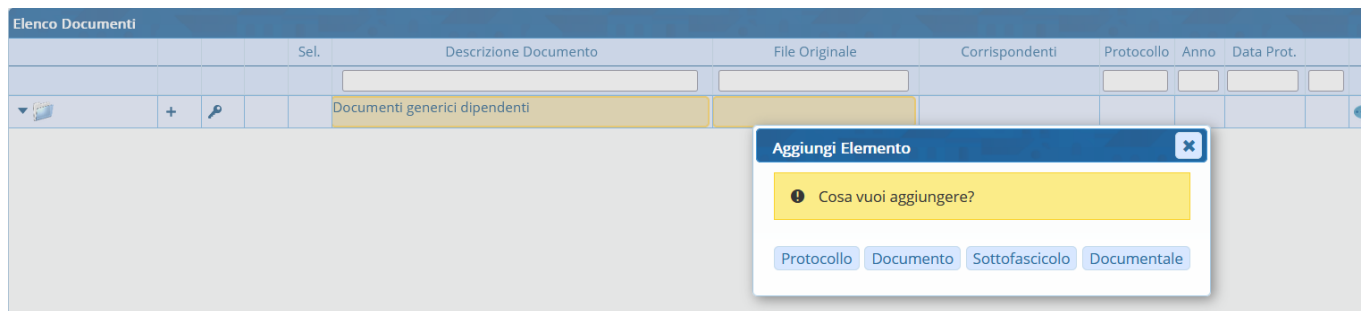 Elenco Documenti
Sel. Descrizione Documento File Originale Corrispondenti Protocollo Anno Data Prot.
Documenti generici dipendenti
Aggiungi Elemento
Cosa vuoi aggiungere?
Protocollo Documento Sottofascicolo Documentale